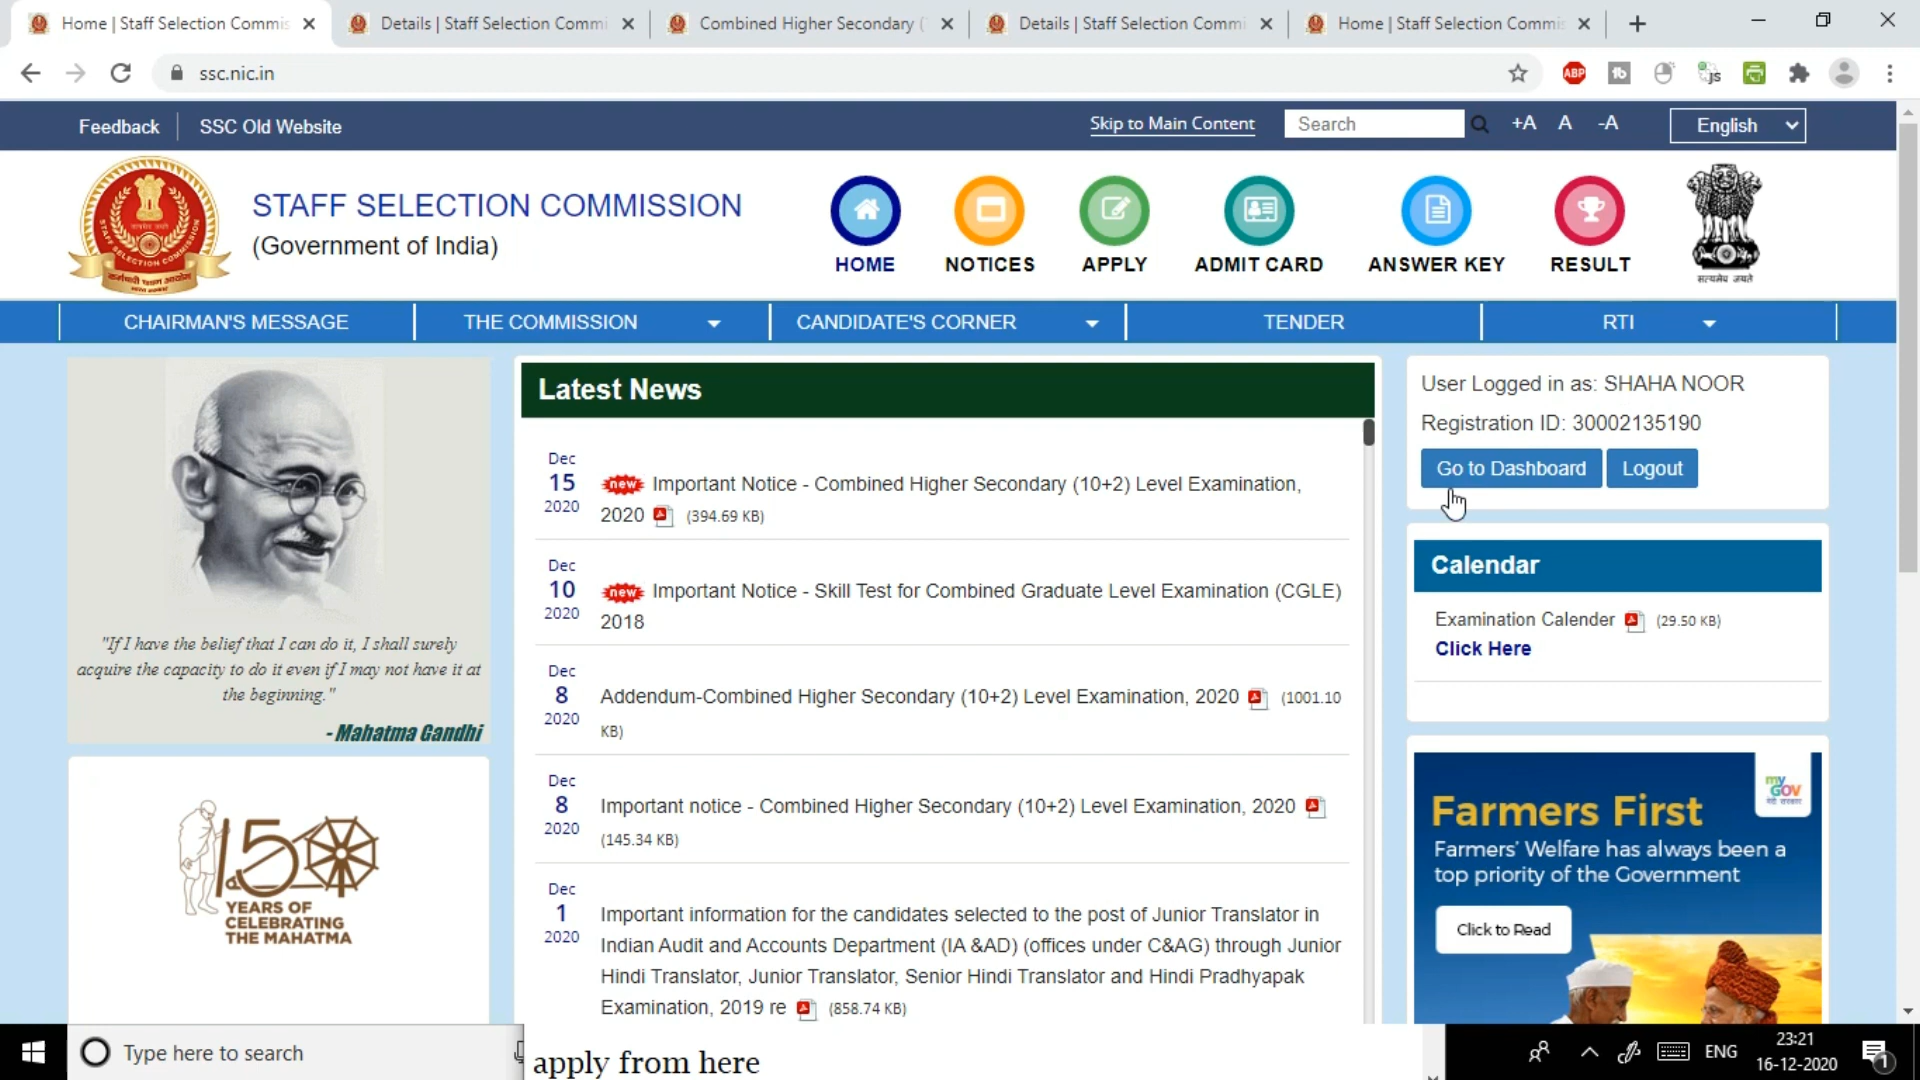 Home | Staff Selection Commis
Details | Staff Selection Commi
Combined Higher Secondary (
Details | Staff Selection Commi
Home | Staff Selection Commis
ssc.nic.in
ABP
JS
Feedback
SSC Old Website
Skip to Main Content
Search
+A A -A
English
STAFF SELECTION COMMISSION
(Government of India)
STAFF SELECTION COMMISSION
HOME
NOTICES
APPLY
ADMIT CARD
ANSWER KEY
RESULT
सत्यमेव जयते
CHAIRMAN'S MESSAGE
THE COMMISSION
CANDIDATE'S CORNER
TENDER
RTI
"If I have the belief that I can do it, I shall surely
acquire the capacity to do it even if I may not have it at
the beginning."
- Mahatma Gandhi
150
YEARS OF
CELEBRATING
THE MAHATMA
Latest News
Dec
15
2020
new Important Notice - Combined Higher Secondary (10+2) Level Examination,
2020 (394.69 KB)
Dec
10
2020
new Important Notice - Skill Test for Combined Graduate Level Examination (CGLE)
2018
Dec
8
2020
Addendum-Combined Higher Secondary (10+2) Level Examination, 2020 (1001.10
KB)
Dec
8
2020
Important notice - Combined Higher Secondary (10+2) Level Examination, 2020
(145.34 KB)
Dec
1
2020
Important information for the candidates selected to the post of Junior Translator in
Indian Audit and Accounts Department (IA &AD) (offices under C&AG) through Junior
Hindi Translator, Junior Translator, Senior Hindi Translator and Hindi Pradhyapak
Examination, 2019 re (858.74 KB)
User Logged in as: SHAHA NOOR
Registration ID: 30002135190
Go to Dashboard
Logout
Calendar
Examination Calender (29.50 KB)
Click Here
my
GOV
मेरी सरकार
Farmers First
Farmers' Welfare has always been a
top priority of the Government
Click to Read
Type here to search
apply from here
ENG
23:21
16-12-2020
1